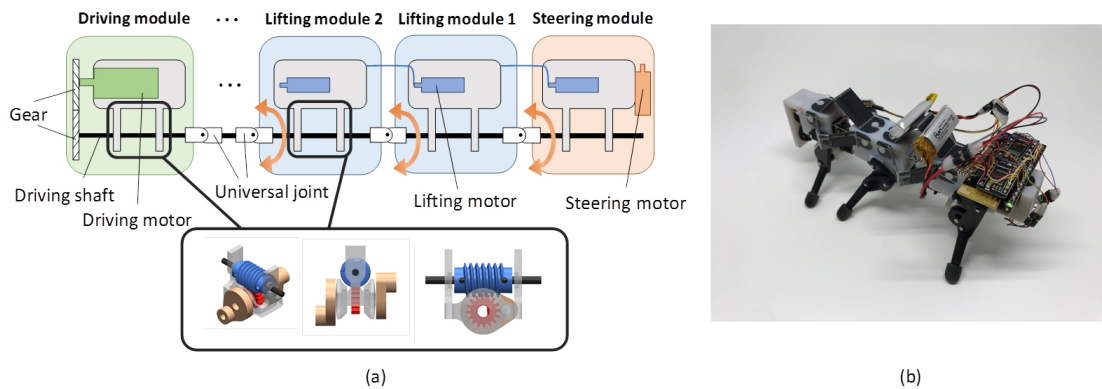 Driving module
...
Lifting module 2
Lifting module 1
Steering module
...
Gear
Driving shaft
Driving motor
Universal joint
Lifting motor
Steering motor
(a)
(b)